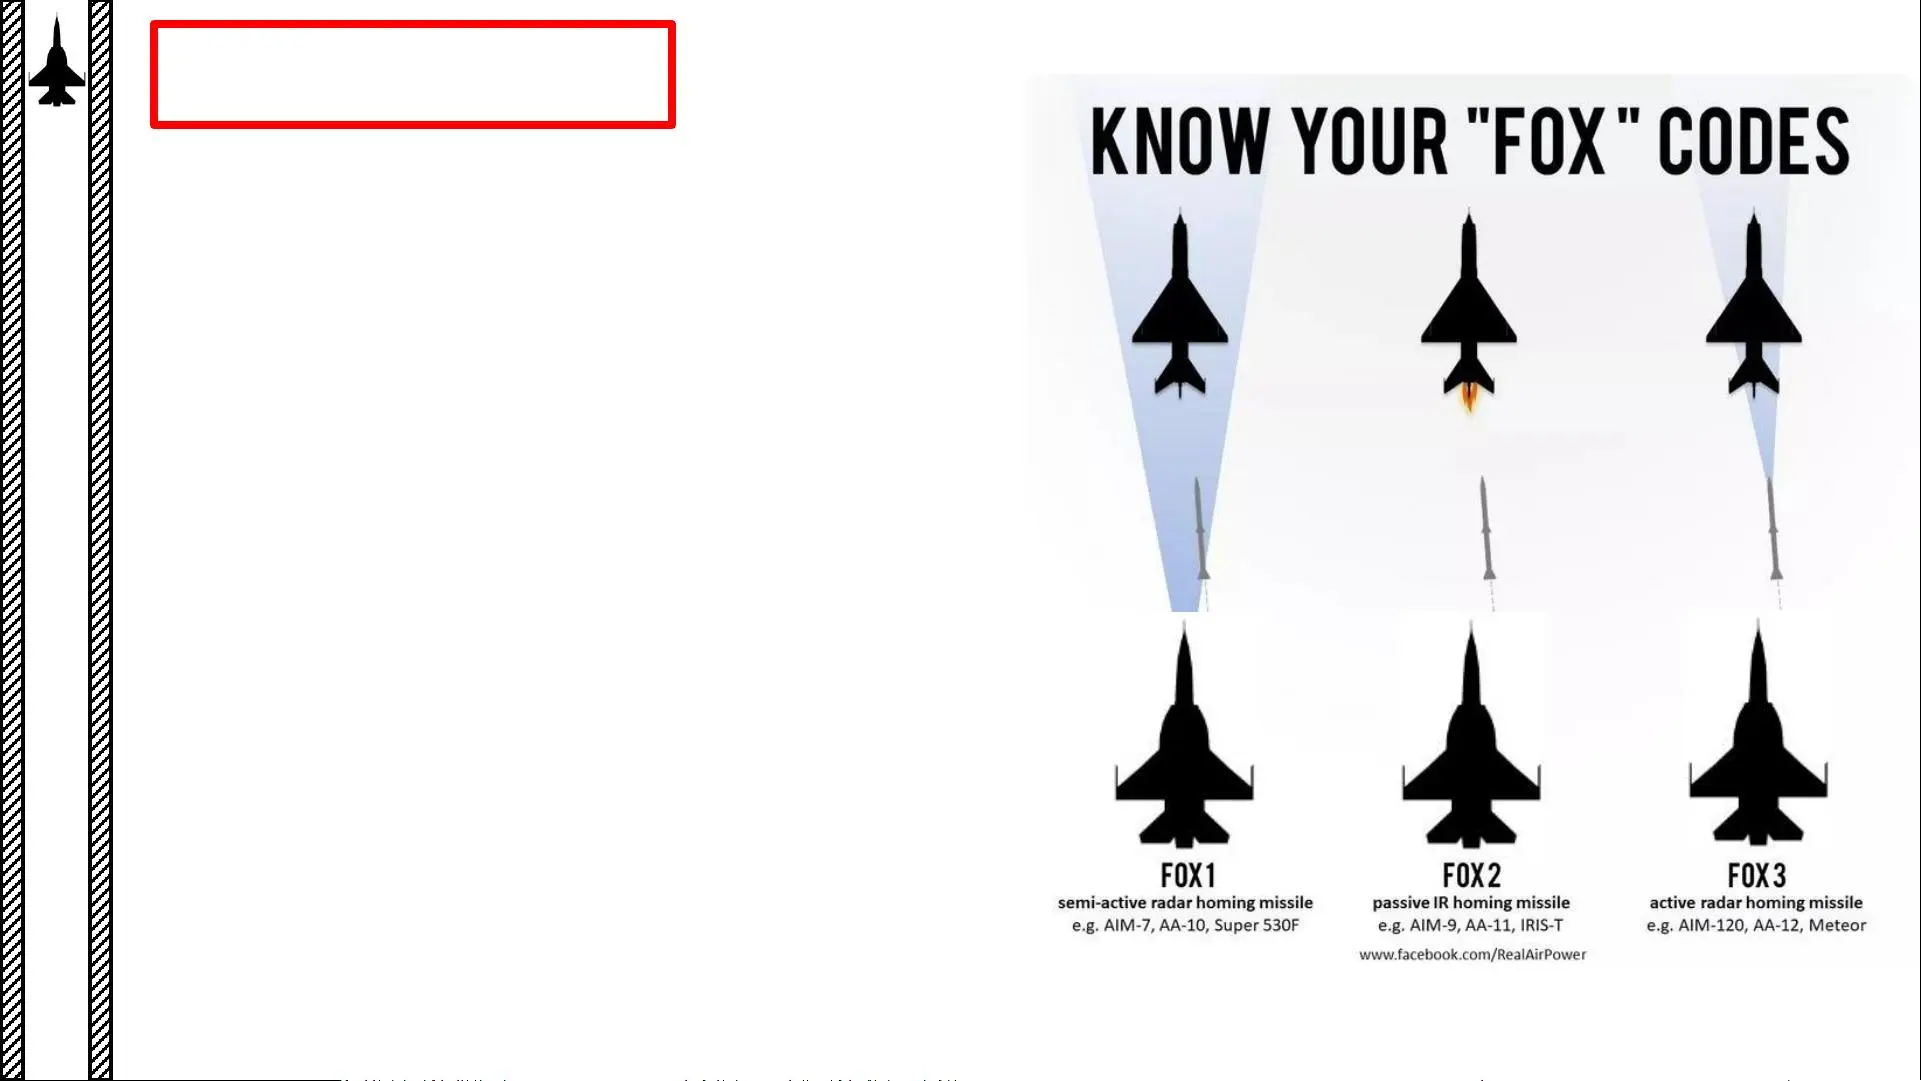 KNOW YOUR "FOX" CODES
FOX 1
semi-active radar homing missile
e.g. AIM-7, AA-10, Super 530F
FOX 2
passive IR homing missile
e.g. AIM-9, AA-11, IRIS-T
www.facebook.com/RealAirPower
FOX 3
active radar homing missile
e.g. AIM-120, AA-12, Meteor